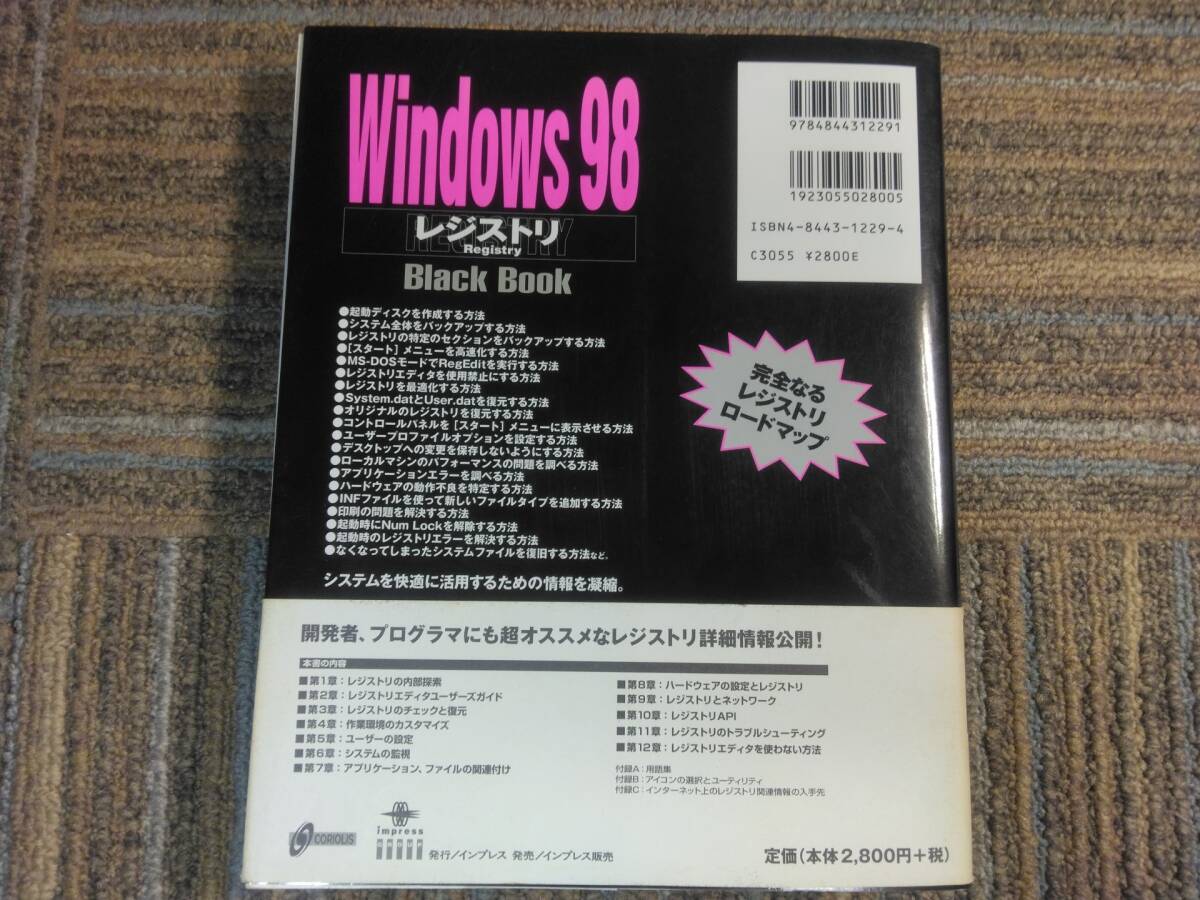 Windows 98
レジストリ
REGISTRY
Registry
Black Book
9784844312291
1923055028005
ISBN4-8443-1229-4
C3055 ¥2800E
●起動ディスクを作成する方法
●システム全体をバックアップする方法
●レジストリの特定のセクションをバックアップする方法
●[スタート] メニューを高速化する方法
●MS-DOSモードでRegEditを実行する方法
●レジストリエディタを使用禁止にする方法
●レジストリを最適化する方法
●System.datとUser.datを復元する方法
●オリジナルのレジストリを復元する方法
●コントロールパネルを [スタート] メニューに表示させる方法
●ユーザープロファイルオプションを設定する方法
●デスクトップへの変更を保存しないようにする方法
●ローカルマシンのパフォーマンスの問題を調べる方法
●アプリケーションエラーを調べる方法
●ハードウェアの動作不良を特定する方法
●INFファイルを使って新しいファイルタイプを追加する方法
●印刷の問題を解決する方法
●起動時にNum Lockを解除する方法
●起動時のレジストリエラーを解決する方法
●なくなってしまったシステムファイルを復旧する方法など。
完全なる
レジストリ
ロードマップ
システムを快適に活用するための情報を凝縮。
開発者、プログラマにも超オススメなレジストリ詳細情報公開!
本書の内容
■第1章:レジストリの内部探索
■第2章:レジストリエディタユーザーズガイド
■第3章:レジストリのチェックと復元
■第4章:作業環境のカスタマイズ
■第5章:ユーザーの設定
■第6章:システムの監視
■第7章:アプリケーション、ファイルの関連付け
■第8章:ハードウェアの設定とレジストリ
■第9章:レジストリとネットワーク
■第10章:レジストリAPI
■第11章:レジストリのトラブルシューティング
■第12章:レジストリエディタを使わない方法
付録A:用語集
付録B:アイコンの選択とユーティリティ
付録C:インターネット上のレジストリ関連情報の入手先
CORIOLIS
impress
GROUP
発行/インプレス 発売/インプレス販売
定価(本体2,800円+税)